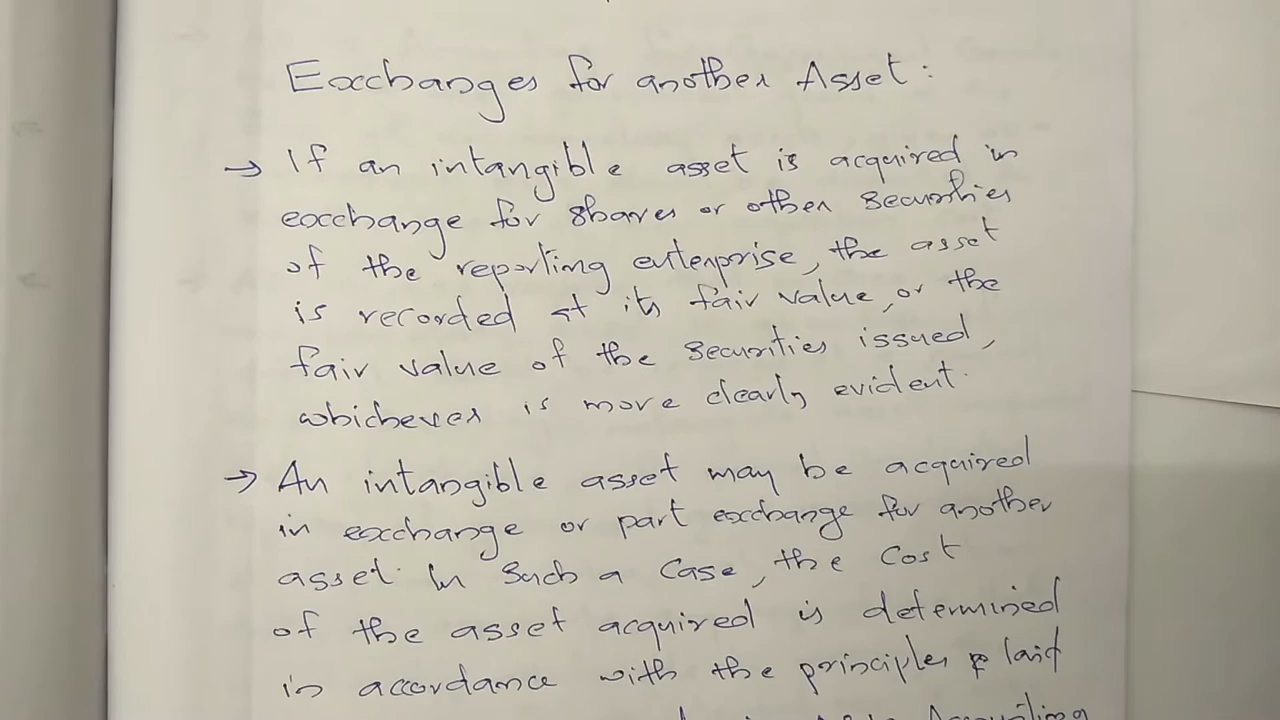 Exchanges for another Asset:
→ If an intangible asset is acquired in
exchange for shares or other securities
of the reporting enterprise, the asset
is recorded at its fair value, or the
fair value of the securities issued,
whichever is more clearly evident.
→ An intangible asset may be acquired
in exchange or part exchange for another
asset. In Such a Case, the Cost
of the asset acquired is determined
in accordance with the principles laid
Accounting